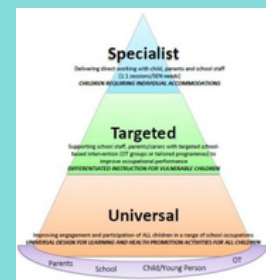 Specialist
Delivering direct working with child, parents and school staff
(1:1 sessions/SEN needs)
CHILDREN REQUIRING INDIVIDUAL ACCOMMODATIONS
Targeted
Supporting school staff, parents/carers with targeted school-
based intervention (OT groups or tailored programmes) to
improve occupational performance
DIFFERENTIATED INSTRUCTION FOR VULNERABLE CHILDREN
Universal
Improving engagement and participation of ALL children in a range of school occupations
UNIVERSAL DESIGN FOR LEARNING AND HEALTH PROMOTION ACTIVITIES FOR ALL CHILDREN
Parents School Child/Young Person OT